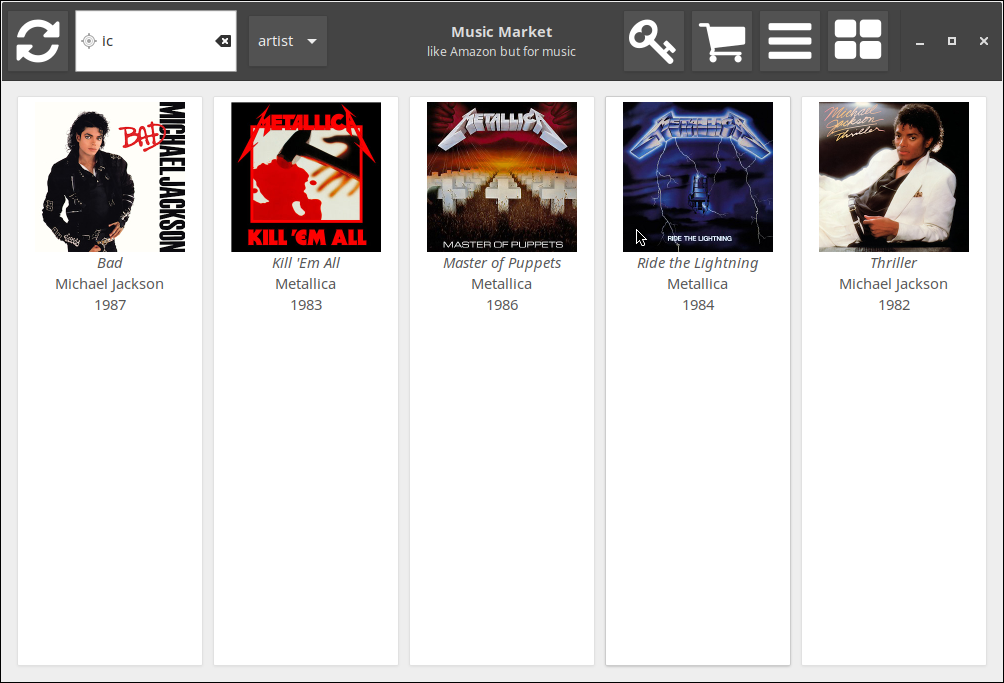 ic
artist
Music Market
like Amazon but for music
BAD
MICHAEL JACKSON
Bad
Michael Jackson
1987
METALLICA
KILL 'EM ALL
Kill 'Em All
Metallica
1983
METALLICA
MASTER OF PUPPETS
Master of Puppets
Metallica
1986
METALLICA
RIDE THE LIGHTNING
Ride the Lightning
Metallica
1984
Michael
Jackson
Thriller
Thriller
Michael Jackson
1982